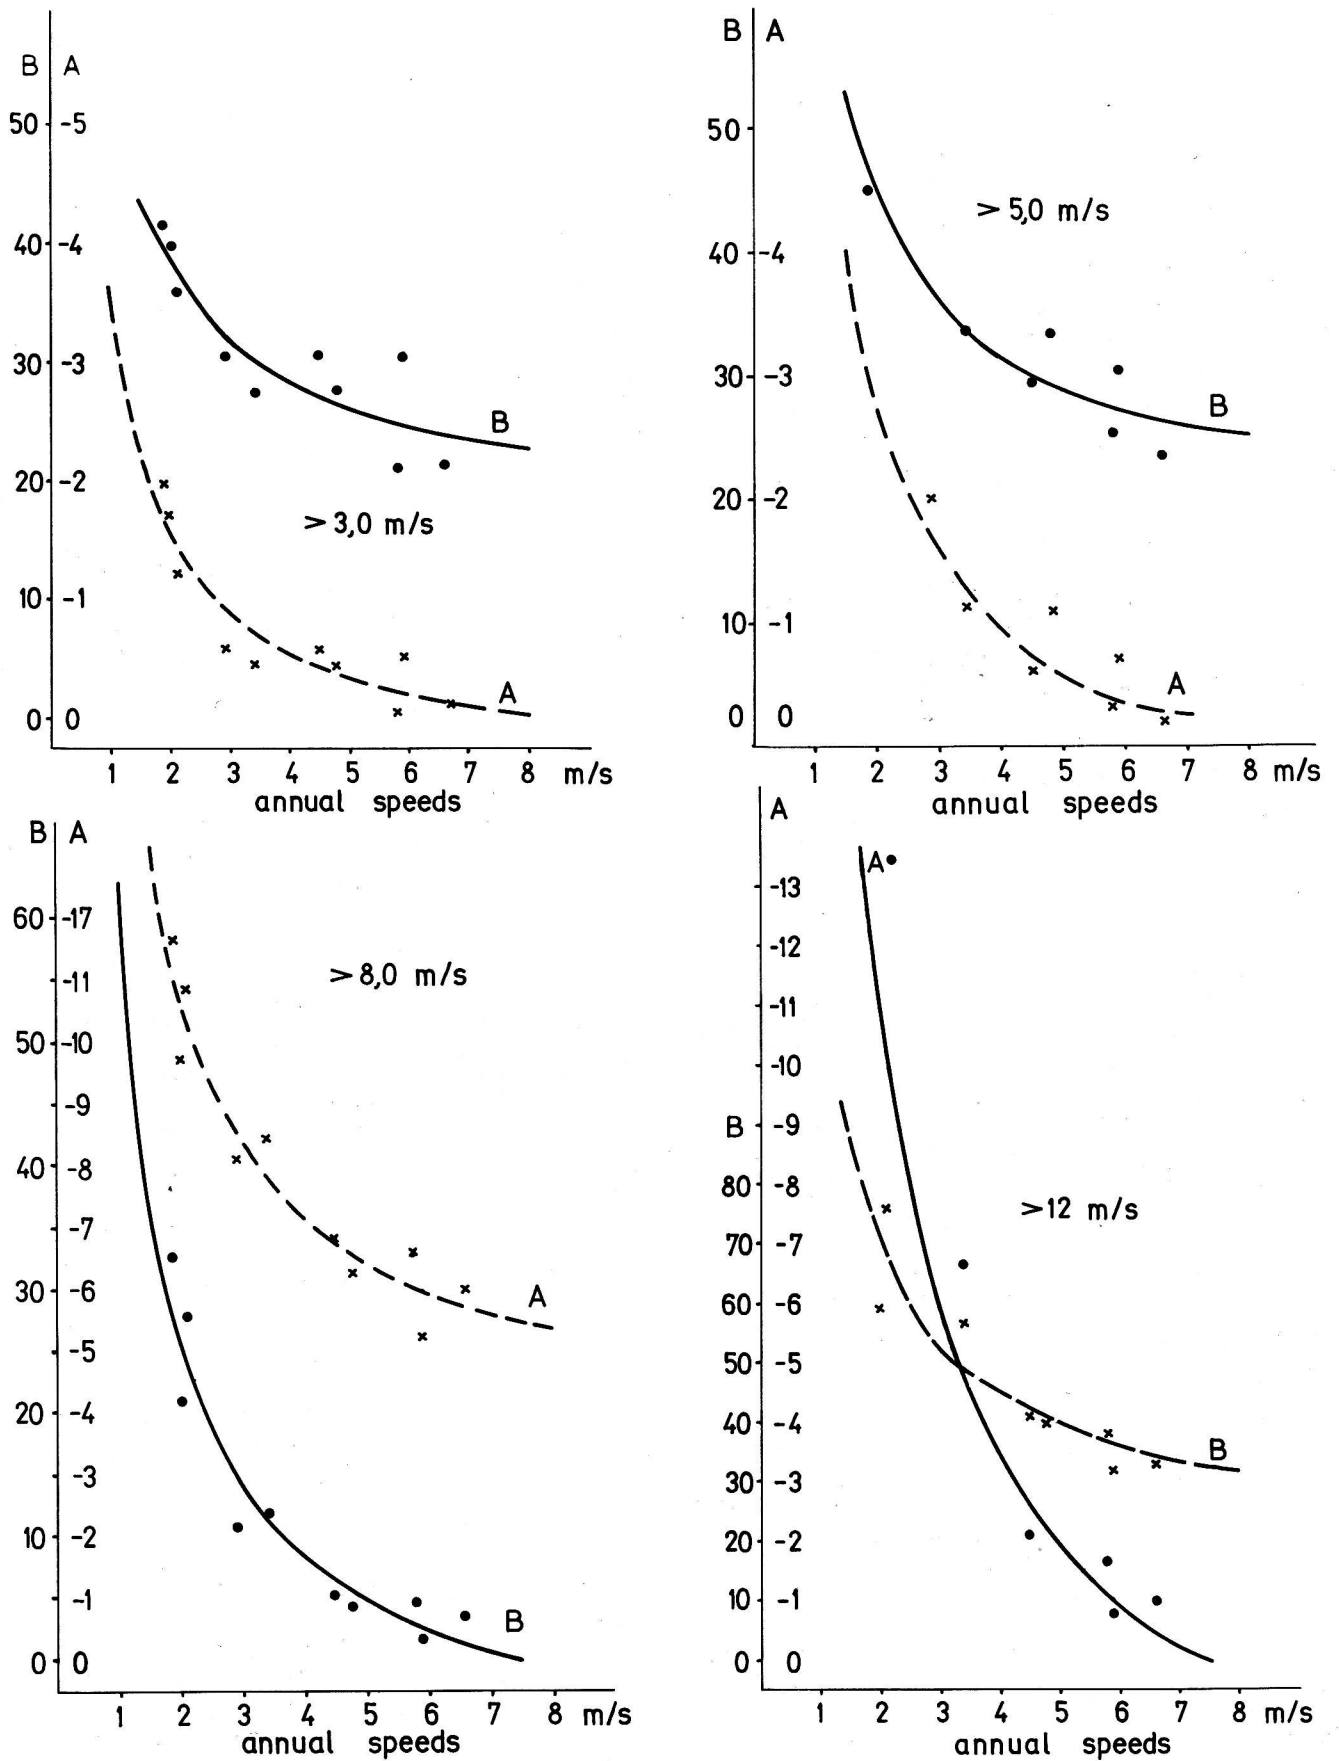 B A
50 -5
40 -4
30 -3
B
20 -2
> 3,0 m/s
10 -1
A
0 0
1 2 3 4 5 6 7 8 m/s
annual speeds
B A
50
> 5,0 m/s
40 -4
30 -3
B
20 -2
10 -1
A
0 0
1 2 3 4 5 6 7 8 m/s
annual speeds
B A
60 -17
> 8,0 m/s
-11
50 -10
-9
40 -8
-7
30 -6
A
-5
20 -4
-3
10 -2
-1
B
0 0
1 2 3 4 5 6 7 8 m/s
annual speeds
A
A
-13
-12
-11
-10
B -9
80 -8
>12 m/s
70 -7
60 -6
50 -5
40 -4
B
30 -3
20 -2
10 -1
0 0
1 2 3 4 5 6 7 8 m/s
annual speeds